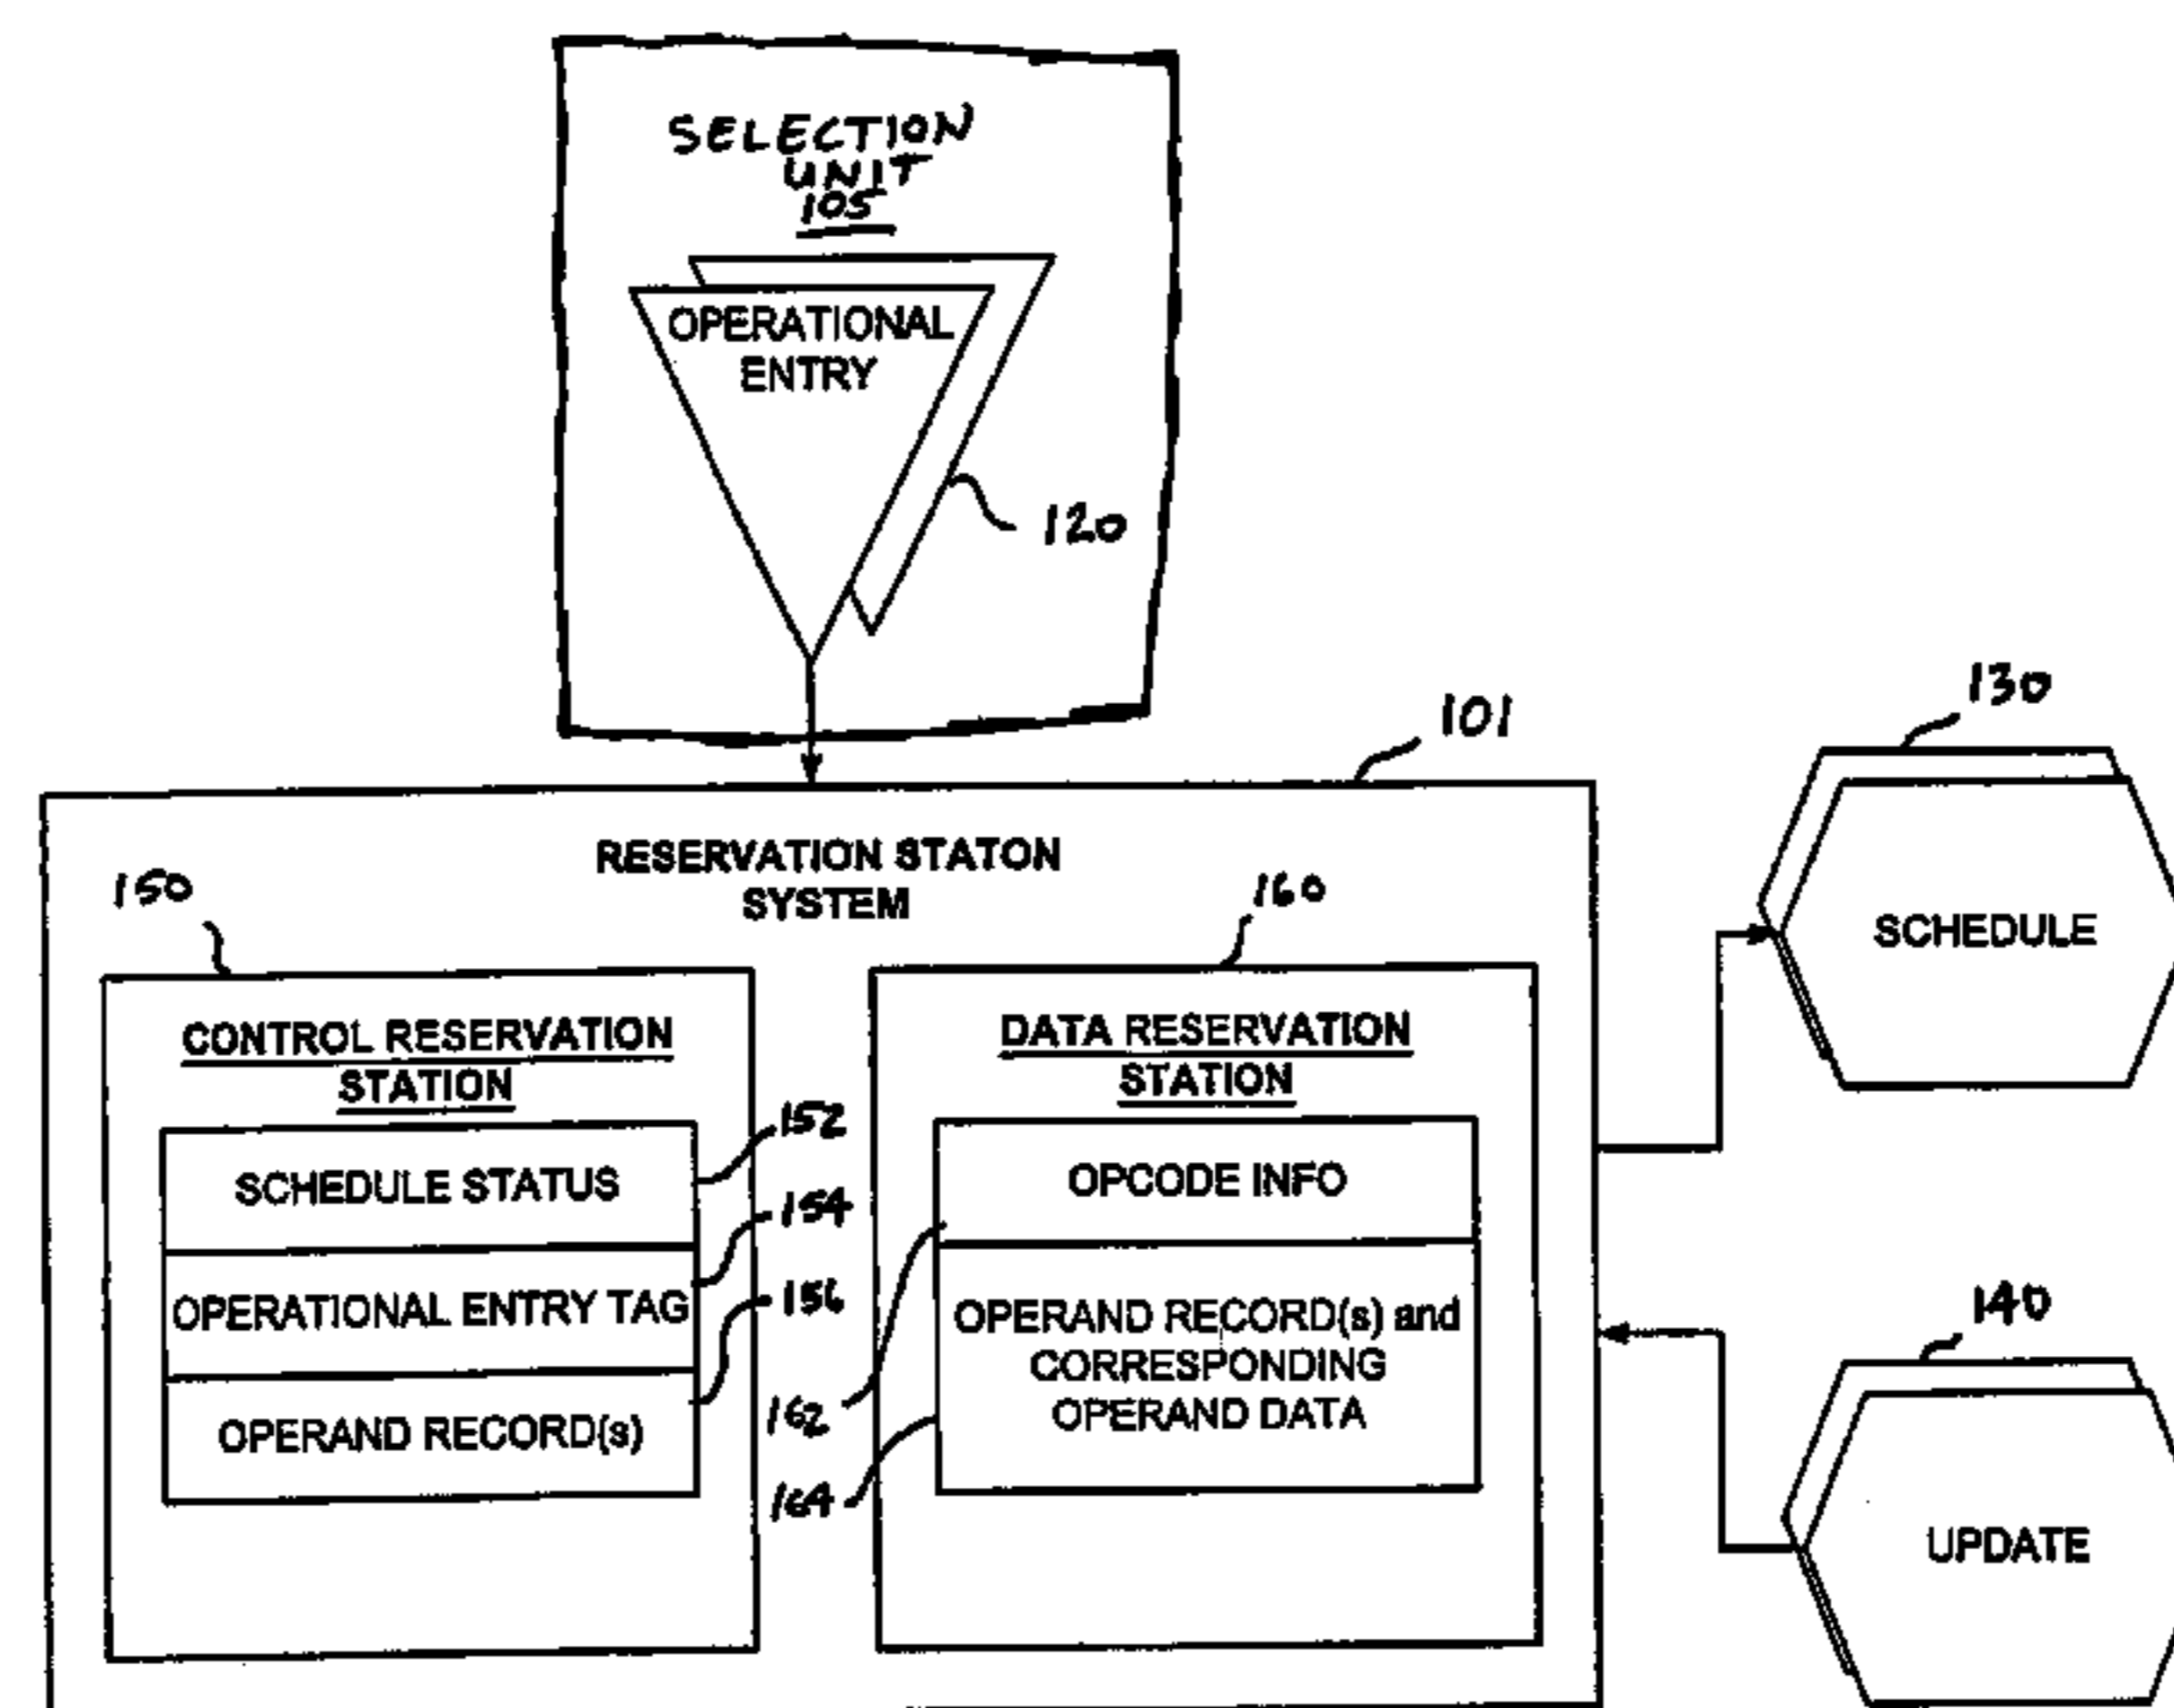 SELECTION
UNIT
105
OPERATIONAL
ENTRY
120
130
101
RESERVATION STATON
SYSTEM
SCHEDULE
150
160
CONTROL RESERVATION
STATION
SCHEDULE STATUS
152
OPERATIONAL ENTRY TAG
154
OPERAND RECORD(s)
156
DATA RESERVATION
STATION
OPCODE INFO
162
OPERAND RECORD(s) and
CORRESPONDING
OPERAND DATA
164
140
UPDATE